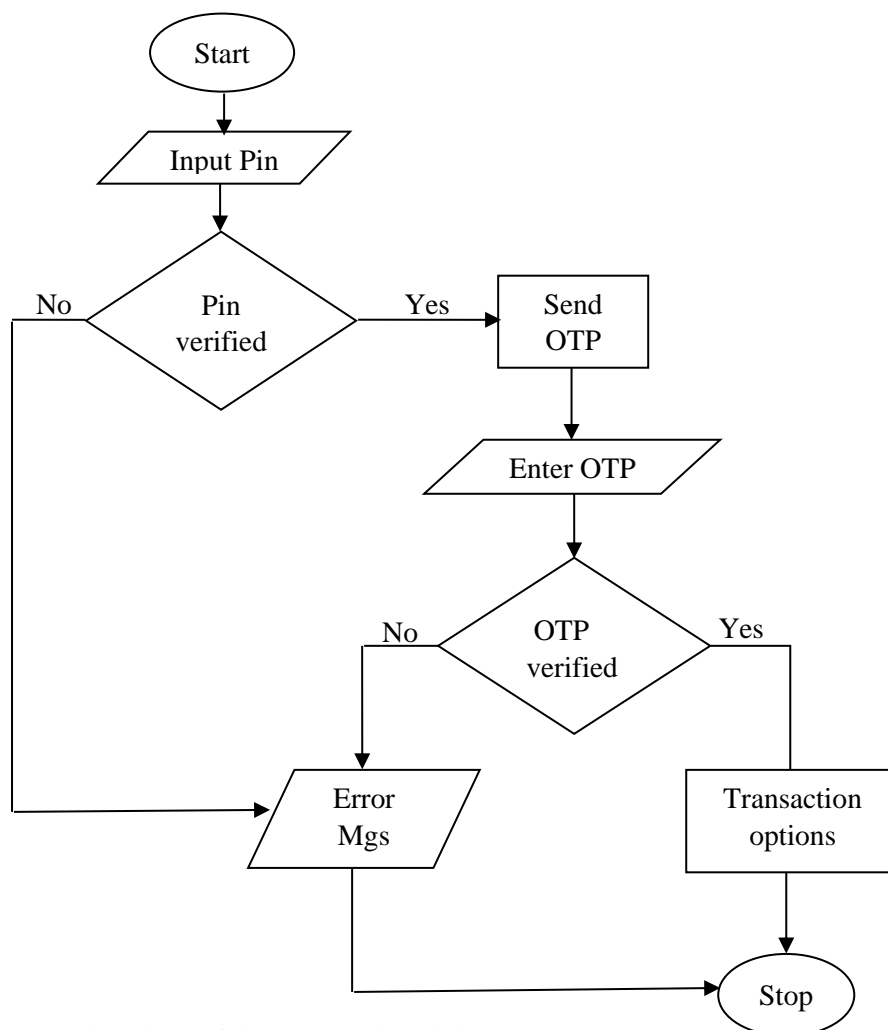 Start
Input Pin
No
Pin
verified
Yes
Send
OTP
Enter OTP
No
OTP
verified
Yes
Error
Mgs
Transaction
options
Stop